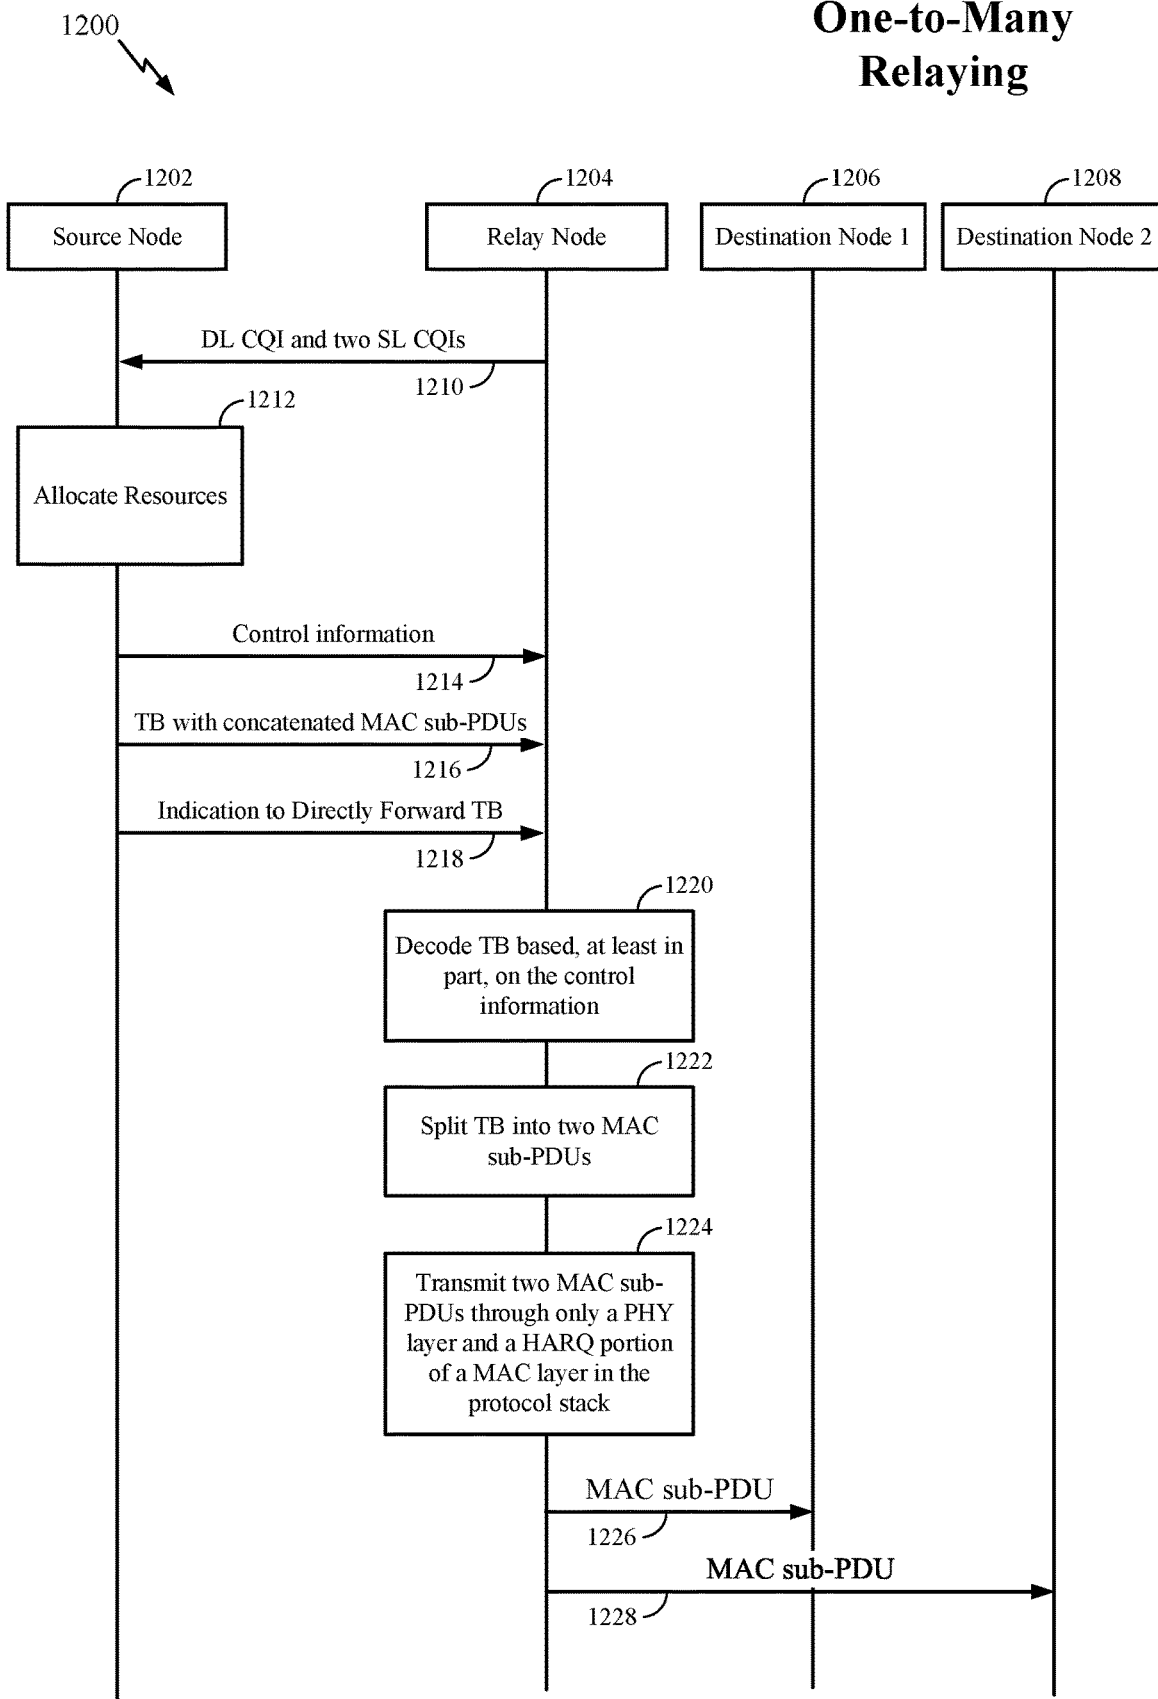 1200
One-to-Many
Relaying
1202
1204
1206
1208
Source Node
Relay Node
Destination Node 1
Destination Node 2
DL CQI and two SL CQIs
1210
1212
Allocate Resources
Control information
1214
TB with concatenated MAC sub-PDUs
1216
Indication to Directly Forward TB
1218
1220
Decode TB based, at least in
part, on the control
information
1222
Split TB into two MAC
sub-PDUs
1224
Transmit two MAC sub-
PDUs through only a PHY
layer and a HARQ portion
of a MAC layer in the
protocol stack
MAC sub-PDU
1226
MAC sub-PDU
1228